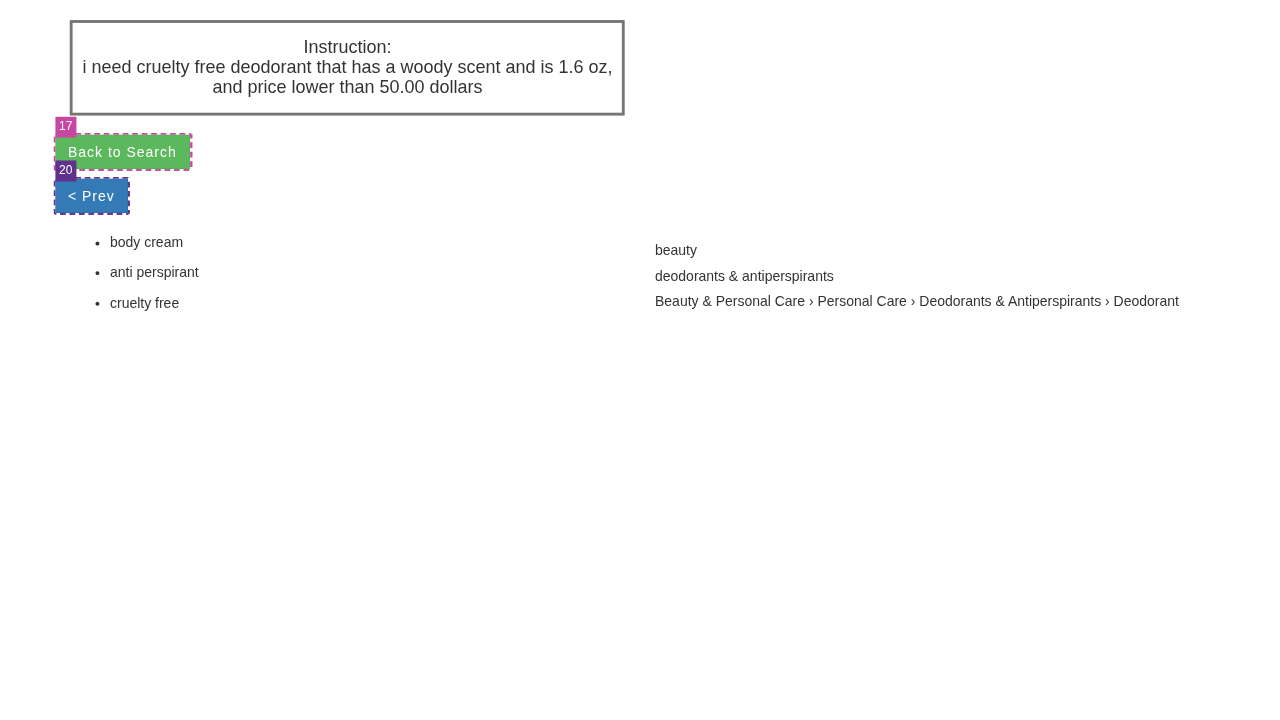 Instruction:
i need cruelty free deodorant that has a woody scent and is 1.6 oz,
and price lower than 50.00 dollars
17
Back to Search
20
< Prev
• body cream
• anti perspirant
• cruelty free
beauty
deodorants & antiperspirants
Beauty & Personal Care › Personal Care › Deodorants & Antiperspirants › Deodorant